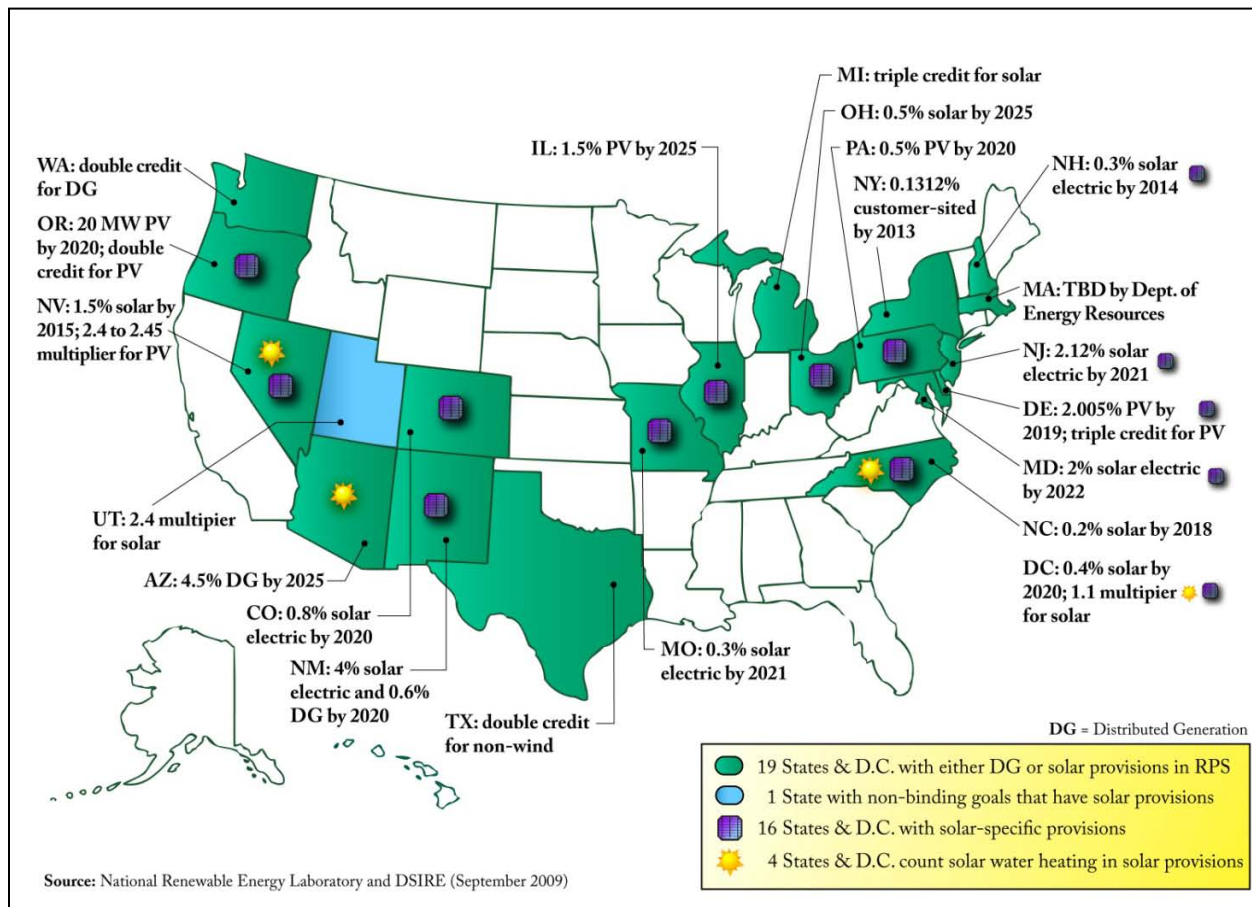 MI: triple credit for solar
OH: 0.5% solar by 2025
IL: 1.5% PV by 2025
PA: 0.5% PV by 2020
NH: 0.3% solar
electric by 2014
WA: double credit
for DG
NY: 0.1312%
customer-sited
by 2013
OR: 20 MW PV
by 2020; double
credit for PV
MA: TBD by Dept. of
Energy Resources
NV: 1.5% solar by
2015; 2.4 to 2.45
multiplier for PV
NJ: 2.12% solar
electric by 2021
DE: 2.005% PV by
2019; triple credit for PV
MD: 2% solar electric
by 2022
UT: 2.4 multipier
for solar
NC: 0.2% solar by 2018
AZ: 4.5% DG by 2025
DC: 0.4% solar by
2020; 1.1 multipier
for solar
CO: 0.8% solar
electric by 2020
MO: 0.3% solar
electric by 2021
NM: 4% solar
electric and 0.6%
DG by 2020
TX: double credit
for non-wind
DG = Distributed Generation
19 States & D.C. with either DG or solar provisions in RPS
1 State with non-binding goals that have solar provisions
16 States & D.C. with solar-specific provisions
4 States & D.C. count solar water heating in solar provisions
Source: National Renewable Energy Laboratory and DSIRE (September 2009)